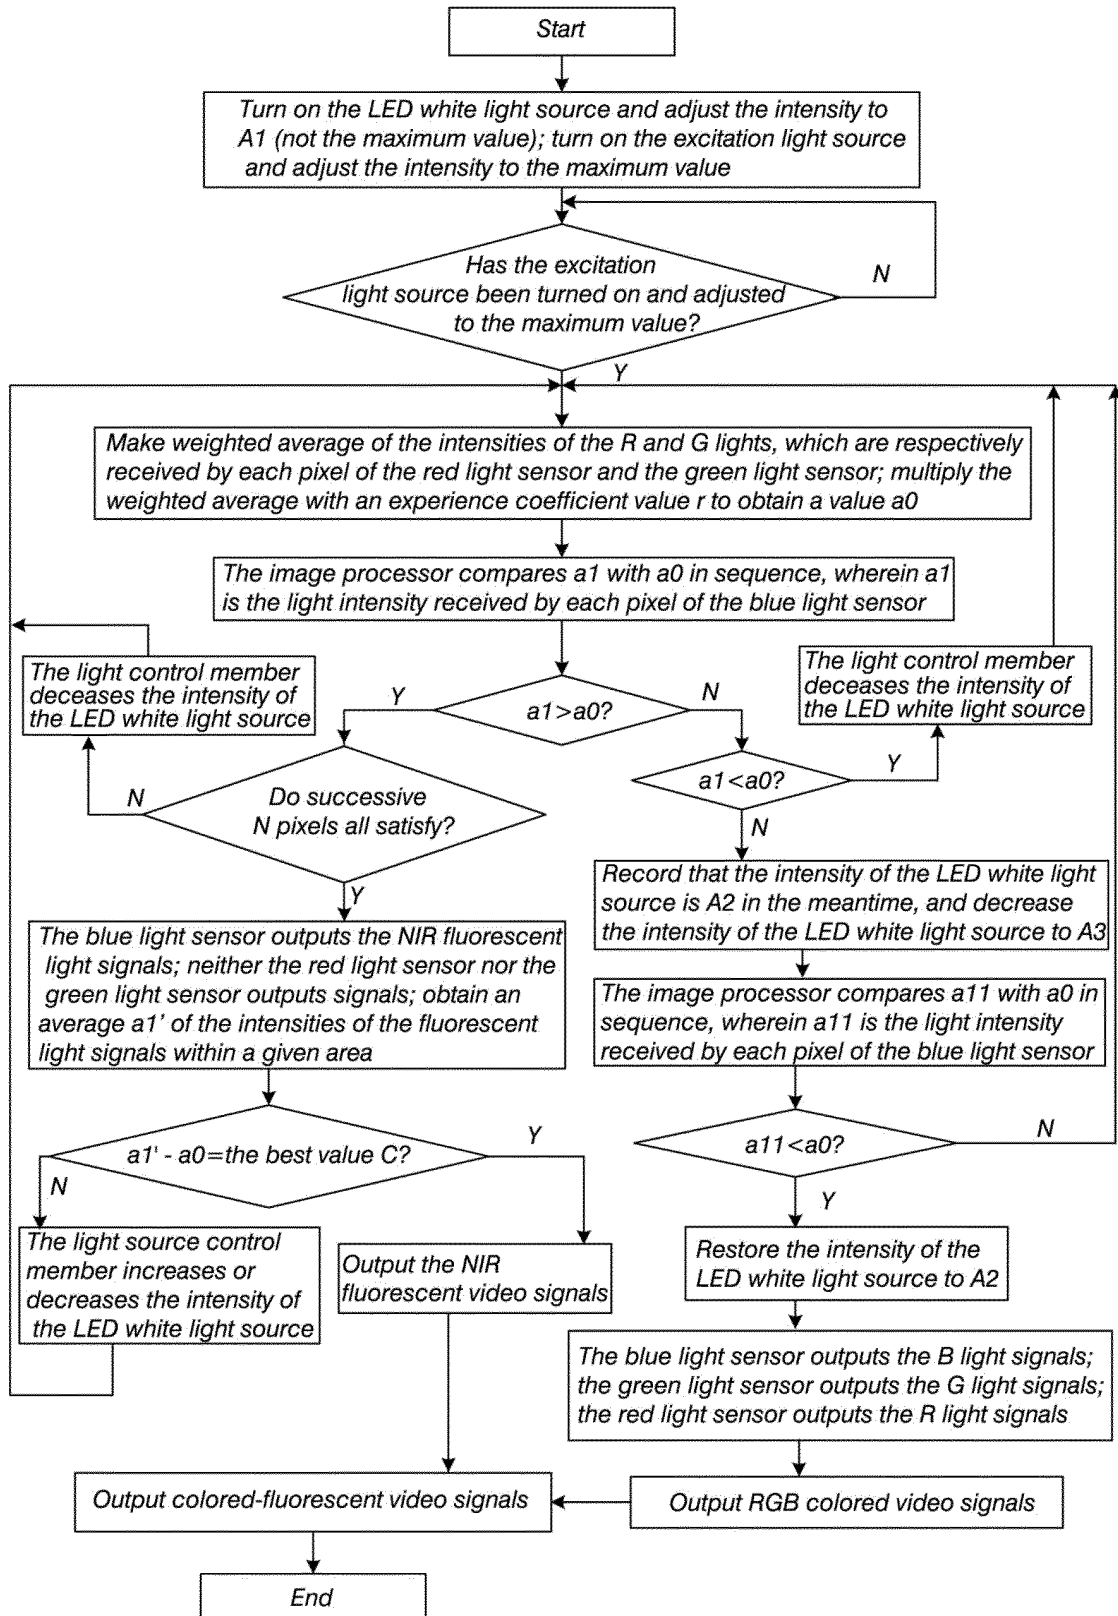 Start
Turn on the LED white light source and adjust the intensity to
A1 (not the maximum value); turn on the excitation light source
and adjust the intensity to the maximum value
Has the excitation
light source been turned on and adjusted
to the maximum value?
N
Y
Make weighted average of the intensities of the R and G lights, which are respectively
received by each pixel of the red light sensor and the green light sensor; multiply the
weighted average with an experience coefficient value r to obtain a value a0
The image processor compares a1 with a0 in sequence, wherein a1
is the light intensity received by each pixel of the blue light sensor
The light control member
deceases the intensity of
the LED white light source
Y
a1>a0?
N
The light control member
deceases the intensity of
the LED white light source
a1<a0?
Y
N
Do successive
N pixels all satisfy?
N
Y
Record that the intensity of the LED white light
source is A2 in the meantime, and decrease
the intensity of the LED white light source to A3
The blue light sensor outputs the NIR fluorescent
light signals; neither the red light sensor nor the
green light sensor outputs signals; obtain an
average a1' of the intensities of the fluorescent
light signals within a given area
The image processor compares a11 with a0 in
sequence, wherein a11 is the light intensity
received by each pixel of the blue light sensor
a1' - a0=the best value C?
Y
N
a11<a0?
N
Y
The light source control
member increases or
decreases the intensity of
the LED white light source
Output the NIR
fluorescent video signals
Restore the intensity of the
LED white light source to A2
The blue light sensor outputs the B light signals;
the green light sensor outputs the G light signals;
the red light sensor outputs the R light signals
Output colored-fluorescent video signals
Output RGB colored video signals
End